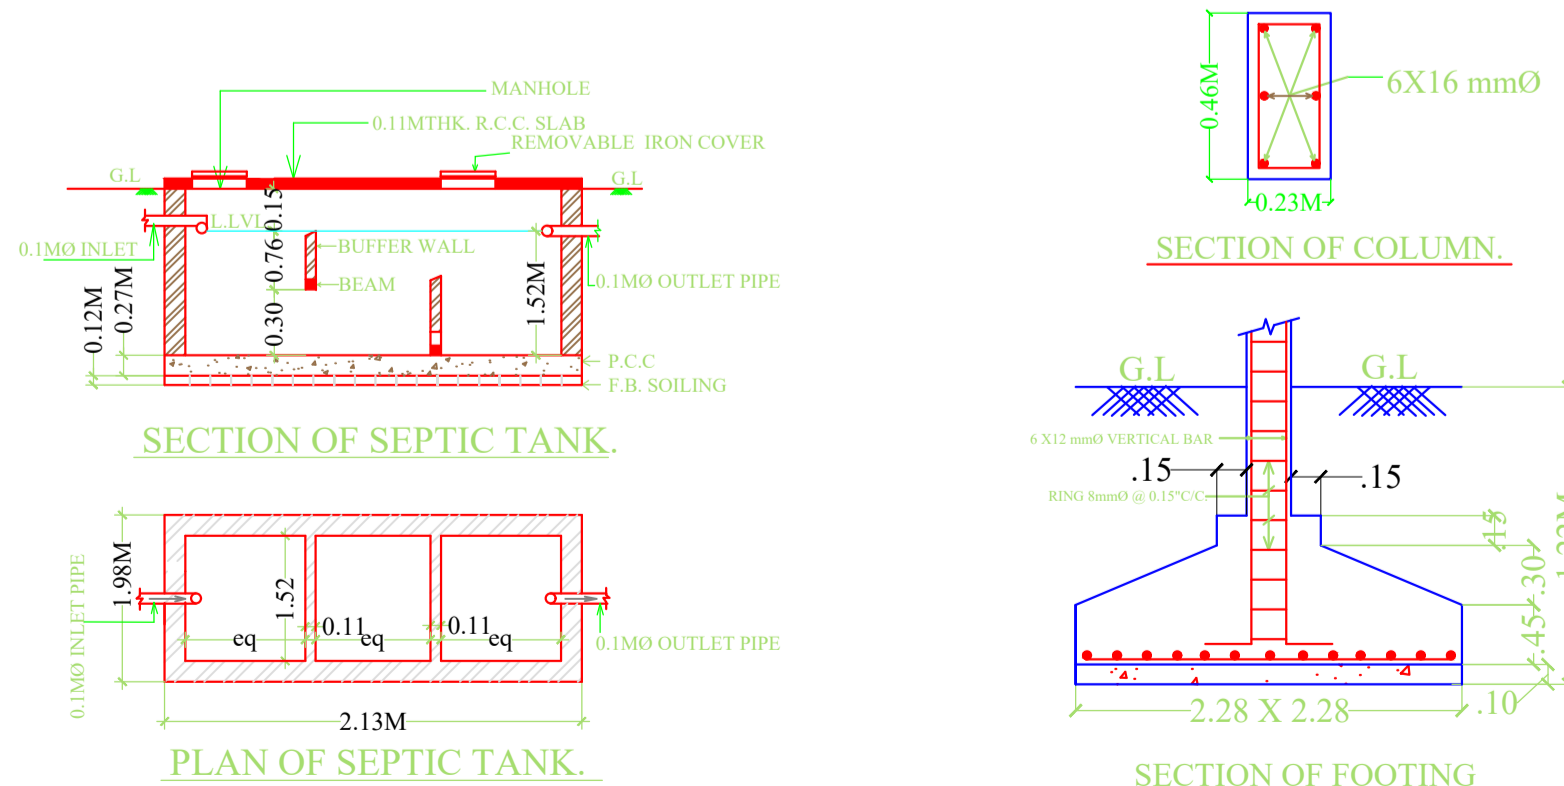 MANHOLE
0.11MTHK. R.C.C. SLAB
REMOVABLE IRON COVER
G.L
G.L
0.15
L.LVL
0.1MØ INLET
0.76
BUFFER WALL
BEAM
0.1MØ OUTLET PIPE
1.52M
0.30
0.12M
0.27M
P.C.C
F.B. SOILING
SECTION OF SEPTIC TANK.
0.1MØ INLET PIPE
1.98M
1.52
0.11
0.11
eq
eq
eq
0.1MØ OUTLET PIPE
2.13M
PLAN OF SEPTIC TANK.
0.46M
6X16 mmØ
0.23M
SECTION OF COLUMN.
G.L
G.L
6 X12 mmØ VERTICAL BAR
.15
.15
RING 8mmØ @ 0.15"C/C.
.15
.30
.45
.10
2.28 X 2.28
SECTION OF FOOTING